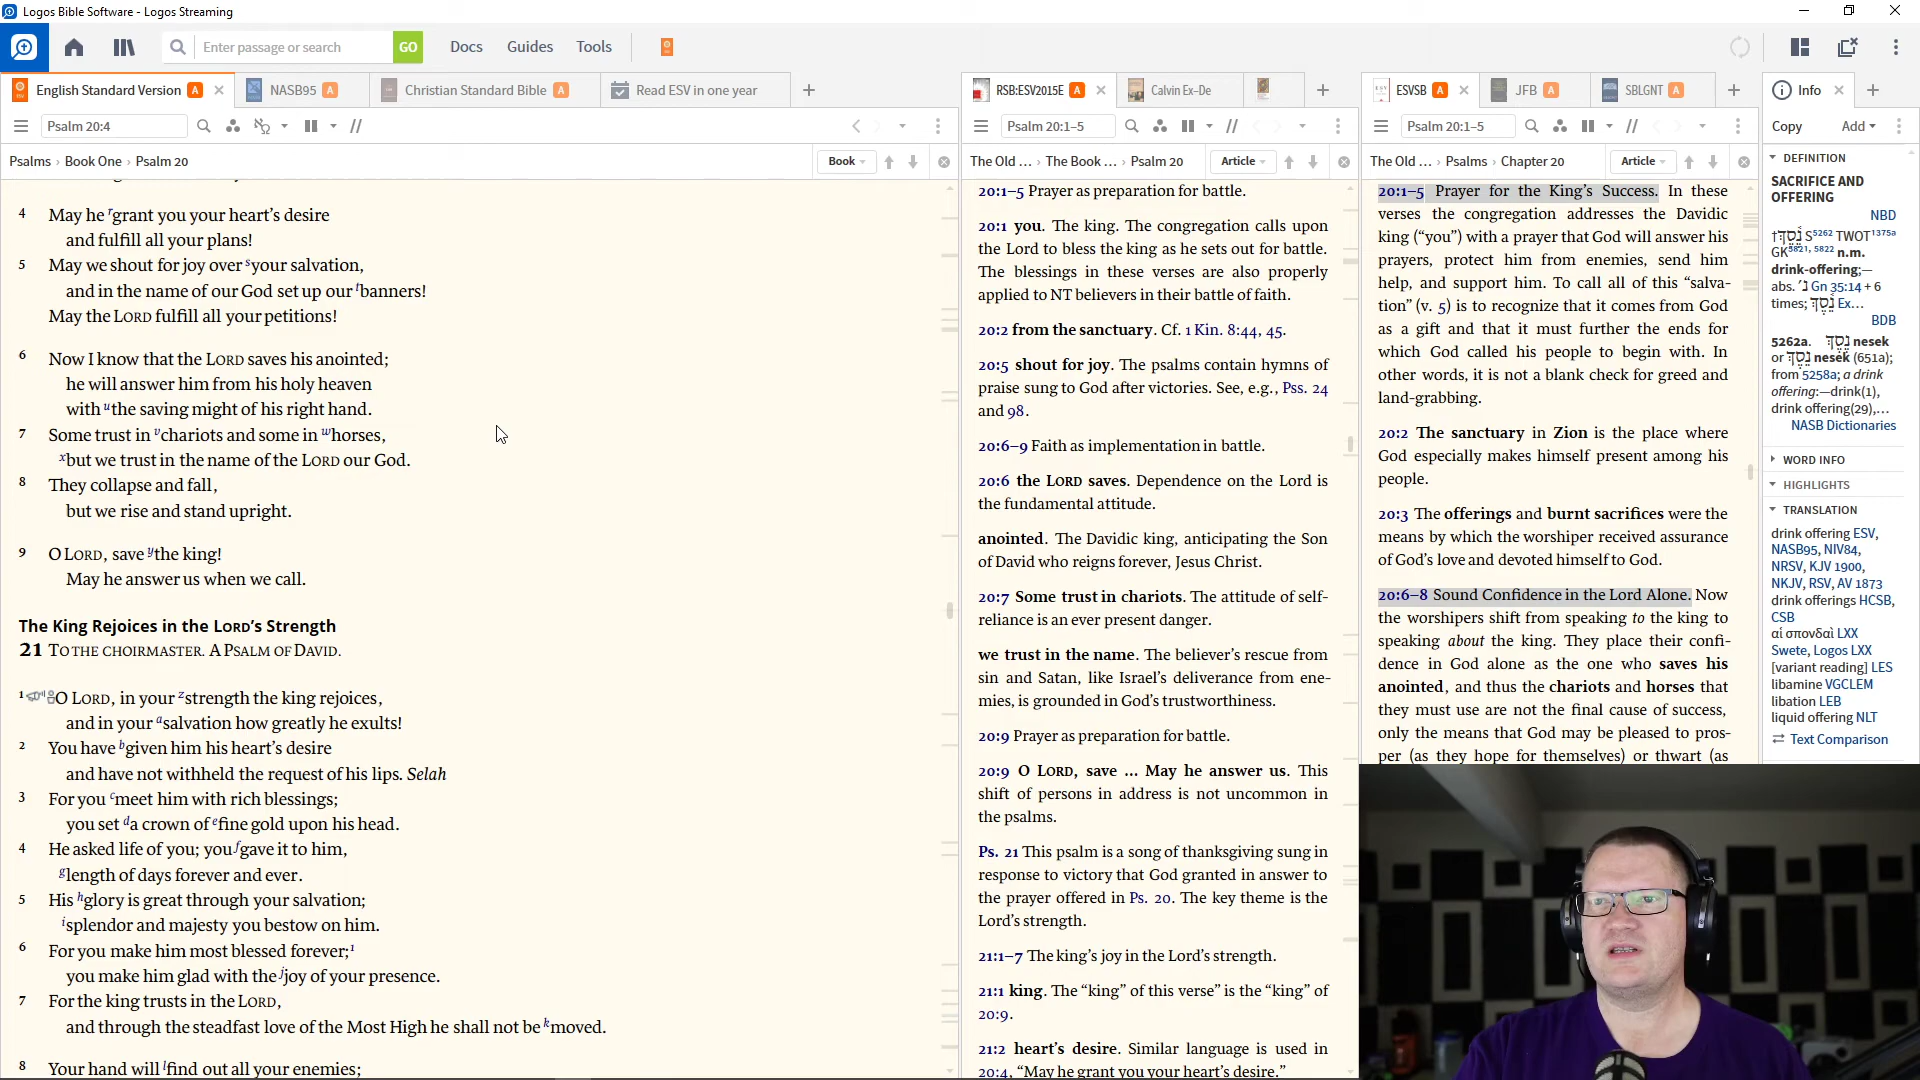 Logos Bible Software - Logos Streaming
Enter passage or search GO Docs Guides Tools
English Standard Version A NASB95 A Christian Standard Bible A Read ESV in one year
Psalm 20:4
Psalms › Book One › Psalm 20 Book
4 May he rgrant you your heart’s desire
and fulfill all your plans!
5 May we shout for joy over syour salvation,
and in the name of our God set up our tbanners!
May the LORD fulfill all your petitions!
6 Now I know that the LORD saves his anointed;
he will answer him from his holy heaven
with uthe saving might of his right hand.
7 Some trust in vchariots and some in whorses,
xbut we trust in the name of the LORD our God.
8 They collapse and fall,
but we rise and stand upright.
9 O LORD, save ythe king!
May he answer us when we call.
The King Rejoices in the LORD’s Strength
21 TO THE CHOIRMASTER. A PSALM OF DAVID.
1 O LORD, in your zstrength the king rejoices,
and in your asalvation how greatly he exults!
2 You have bgiven him his heart’s desire
and have not withheld the request of his lips. Selah
3 For you cmeet him with rich blessings;
you set da crown of efine gold upon his head.
4 He asked life of you; you fgave it to him,
glength of days forever and ever.
5 His hglory is great through your salvation;
isplendor and majesty you bestow on him.
6 For you make him most blessed forever;1
you make him glad with the jjoy of your presence.
7 For the king trusts in the LORD,
and through the steadfast love of the Most High he shall not be kmoved.
8 Your hand will lfind out all your enemies;
RSB:ESV2015E A Calvin Ex–De
Psalm 20:1–5
The Old ... › The Book ... › Psalm 20 Article
20:1–5 Prayer as preparation for battle.
20:1 you. The king. The congregation calls upon
the Lord to bless the king as he sets out for battle.
The blessings in these verses are also properly
applied to NT believers in their battle of faith.
20:2 from the sanctuary. Cf. 1 Kin. 8:44, 45.
20:5 shout for joy. The psalms contain hymns of
praise sung to God after victories. See, e.g., Pss. 24
and 98.
20:6–9 Faith as implementation in battle.
20:6 the LORD saves. Dependence on the Lord is
the fundamental attitude.
anointed. The Davidic king, anticipating the Son
of David who reigns forever, Jesus Christ.
20:7 Some trust in chariots. The attitude of self-
reliance is an ever present danger.
we trust in the name. The believer’s rescue from
sin and Satan, like Israel’s deliverance from ene-
mies, is grounded in God’s trustworthiness.
20:9 Prayer as preparation for battle.
20:9 O LORD, save ... May he answer us. This
shift of persons in address is not uncommon in
the psalms.
Ps. 21 This psalm is a song of thanksgiving sung in
response to victory that God granted in answer to
the prayer offered in Ps. 20. The key theme is the
Lord’s strength.
21:1–7 The king’s joy in the Lord’s strength.
21:1 king. The “king” of this verse” is the “king” of
20:9.
21:2 heart’s desire. Similar language is used in
20:4, “May he grant you your heart’s desire.”
ESVSB A JFB A SBLGNT A
Psalm 20:1–5
The Old ... › Psalms › Chapter 20 Article
20:1–5 Prayer for the King’s Success. In these
verses the congregation addresses the Davidic
king (“you”) with a prayer that God will answer his
prayers, protect him from enemies, send him
help, and support him. To call all of this “salva-
tion” (v. 5) is to recognize that it comes from God
as a gift and that it must further the ends for
which God called his people to begin with. In
other words, it is not a blank check for greed and
land-grabbing.
20:2 The sanctuary in Zion is the place where
God especially makes himself present among his
people.
20:3 The offerings and burnt sacrifices were the
means by which the worshiper received assurance
of God’s love and devoted himself to God.
20:6–8 Sound Confidence in the Lord Alone. Now
the worshipers shift from speaking to the king to
speaking about the king. They place their confi-
dence in God alone as the one who saves his
anointed, and thus the chariots and horses that
they must use are not the final cause of success,
only the means that God may be pleased to pros-
per (as they hope for themselves) or thwart (as
Info
Copy Add
DEFINITION
SACRIFICE AND
OFFERING
NBD
†נֶ֫סֶךְ S5262 TWOT1375a
GK5821, 5822 n.m.
drink-offering;—
abs. נ׳ Gn 35:14 + 6
times; נֵ֫סֶךְ Ex…
BDB
5262a. נֶ֫סֶךְ nesek
or נֵ֫סֶךְ nesek (651a);
from 5258a; a drink
offering:—drink(1),
drink offering(29),…
NASB Dictionaries
WORD INFO
HIGHLIGHTS
TRANSLATION
drink offering ESV,
NASB95, NIV84,
NRSV, KJV 1900,
NKJV, RSV, AV 1873
drink offerings HCSB,
CSB
αἱ σπονδαὶ LXX
Swete, Logos LXX
[variant reading] LES
libamine VGCLEM
libation LEB
liquid offering NLT
Text Comparison